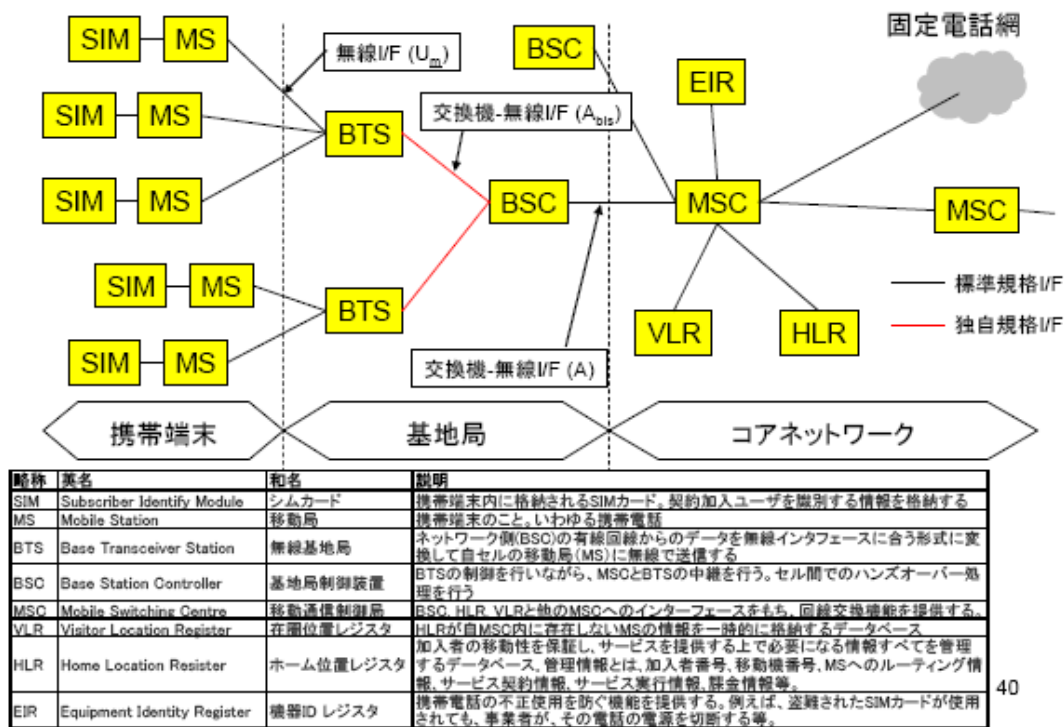 SIM MS
無線I/F (Um)
BSC
固定電話網
EIR
SIM MS
BTS
交換機-無線I/F (Abis)
SIM MS
BSC
MSC
MSC
SIM MS
BTS
標準規格I/F
VLR
HLR
独自規格I/F
SIM MS
交換機-無線I/F (A)
携帯端末
基地局
コアネットワーク
略称 英名 和名 説明
SIM Subscriber Identify Module シムカード 携帯端末内に格納されるSIMカード。契約加入ユーザを識別する情報を格納する
MS Mobile Station 移動局 携帯端末のこと。いわゆる携帯電話
BTS Base Transceiver Station 無線基地局 ネットワーク側(BSC)の有線回線からのデータを無線インタフェースに合う形式に変
換して自セルの移動局(MS)に無線で送信する
BSC Base Station Controller 基地局制御装置 BTSの制御を行いながら、MSCとBTSの中継を行う。セル間でのハンズオーバー処
理を行う
MSC Mobile Switching Centre 移動通信制御局 BSC、HLR、VLRと他のMSCへのインターフェースをもち、回線交換機能を提供する。
VLR Visitor Location Register 在圏位置レジスタ HLRが自MSC内に存在しないMSの情報を一時的に格納するデータベース
HLR Home Location Resister ホーム位置レジスタ 加入者の移動性を保証し、サービスを提供する上で必要になる情報すべてを管理
するデータベース。管理情報とは、加入者番号、移動機番号、MSへのルーティング情
報、サービス契約情報、サービス実行情報、課金情報等。
EIR Equipment Identity Register 機器ID レジスタ 携帯電話の不正使用を防ぐ機能を提供する。例えば、盗難されたSIMカードが使用
されても、事業者が、その電話の電源を切断する等。
40